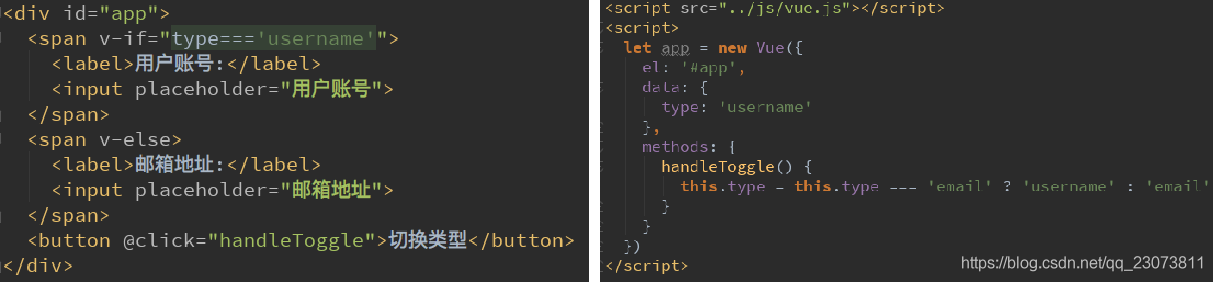 <div id="app">
<span v-if="type==='username'">
<label>用户账号:</label>
<input placeholder="用户账号">
</span>
<span v-else>
<label>邮箱地址:</label>
<input placeholder="邮箱地址">
</span>
<button @click="handleToggle">切换类型</button>
</div>
<script src="../js/vue.js"></script>
<script>
let app = new Vue({
el: '#app',
data: {
type: 'username'
},
methods: {
handleToggle() {
this.type = this.type === 'email' ? 'username' : 'email'
}
}
})
</script>
https://blog.csdn.net/qq_23073811